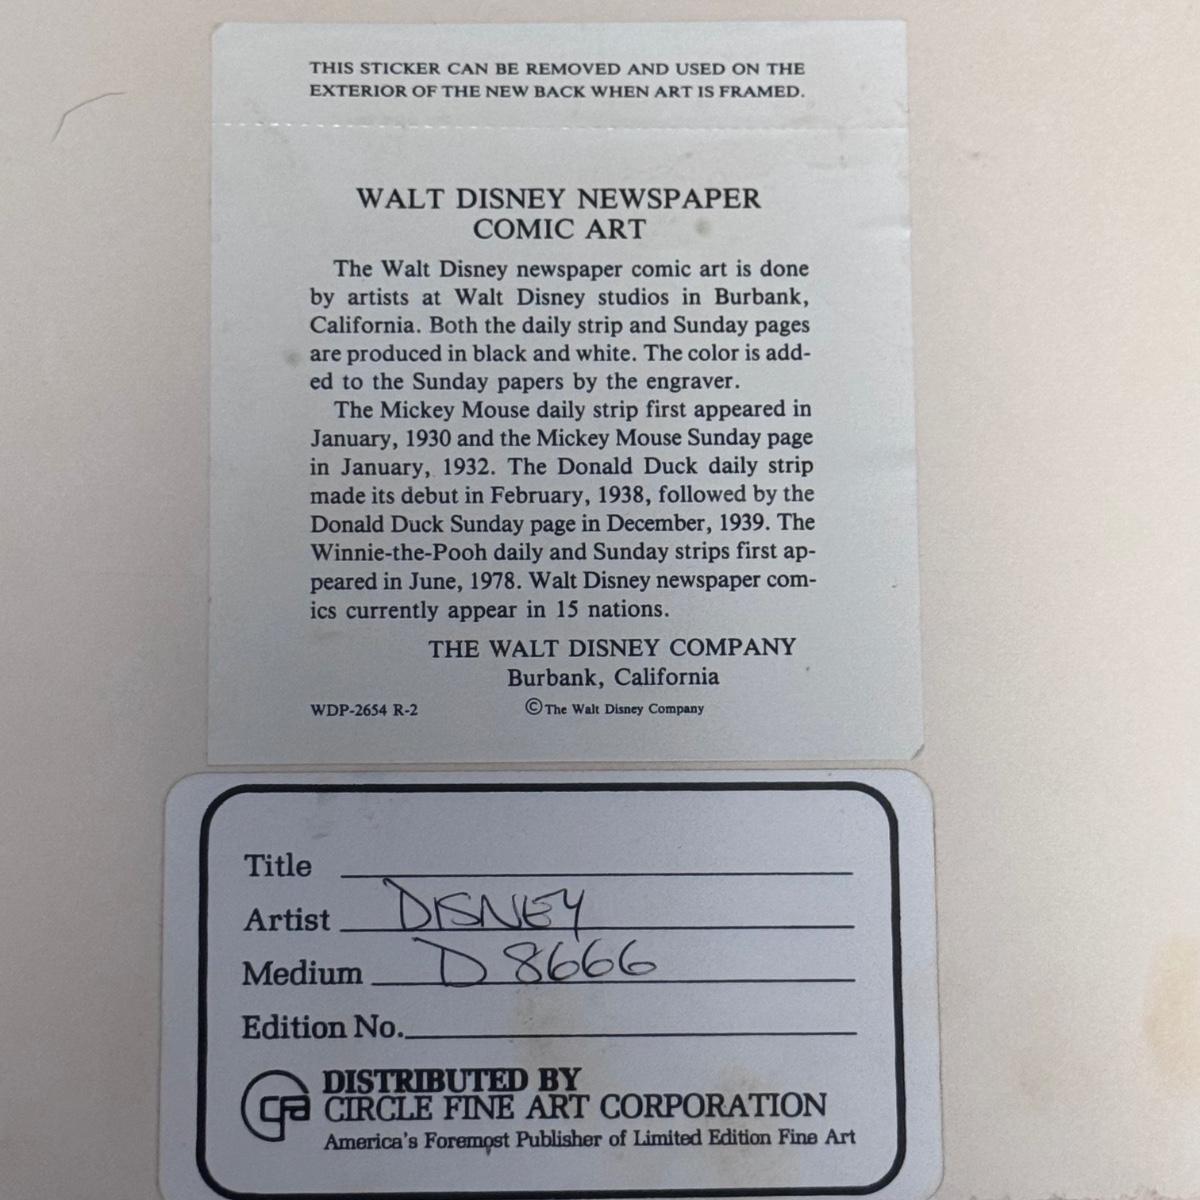 THIS STICKER CAN BE REMOVED AND USED ON THE
EXTERIOR OF THE NEW BACK WHEN ART IS FRAMED.
WALT DISNEY NEWSPAPER
COMIC ART
The Walt Disney newspaper comic art is done
by artists at Walt Disney studios in Burbank,
California. Both the daily strip and Sunday pages
are produced in black and white. The color is add-
ed to the Sunday papers by the engraver.
The Mickey Mouse daily strip first appeared in
January, 1930 and the Mickey Mouse Sunday page
in January, 1932. The Donald Duck daily strip
made its debut in February, 1938, followed by the
Donald Duck Sunday page in December, 1939. The
Winnie-the-Pooh daily and Sunday strips first ap-
peared in June, 1978. Walt Disney newspaper com-
ics currently appear in 15 nations.
THE WALT DISNEY COMPANY
Burbank, California
WDP-2654 R-2 ©The Walt Disney Company
Title
Artist DISNEY
Medium D 8666
Edition No.
cfa DISTRIBUTED BY
CIRCLE FINE ART CORPORATION
America's Foremost Publisher of Limited Edition Fine Art